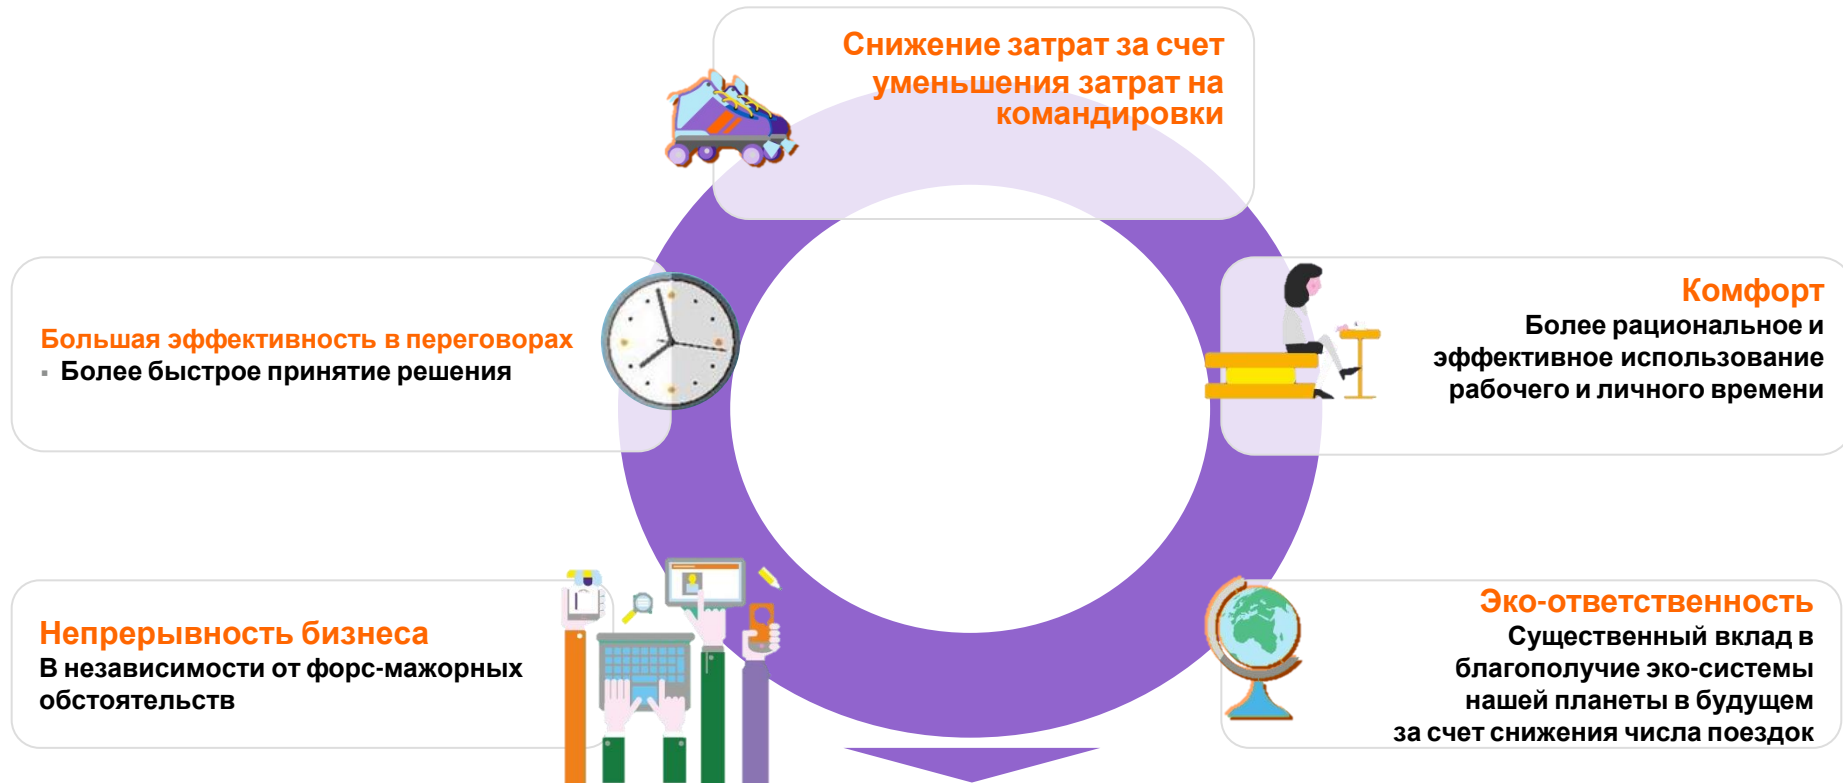 Снижение затрат за счет
уменьшения затрат на
командировки
Большая эффективность в переговорах
▪ Более быстрое принятие решения
Комфорт
Более рациональное и
эффективное использование
рабочего и личного времени
Непрерывность бизнеса
В независимости от форс-мажорных
обстоятельств
Эко-ответственность
Существенный вклад в
благополучие эко-системы
нашей планеты в будущем
за счет снижения числа поездок